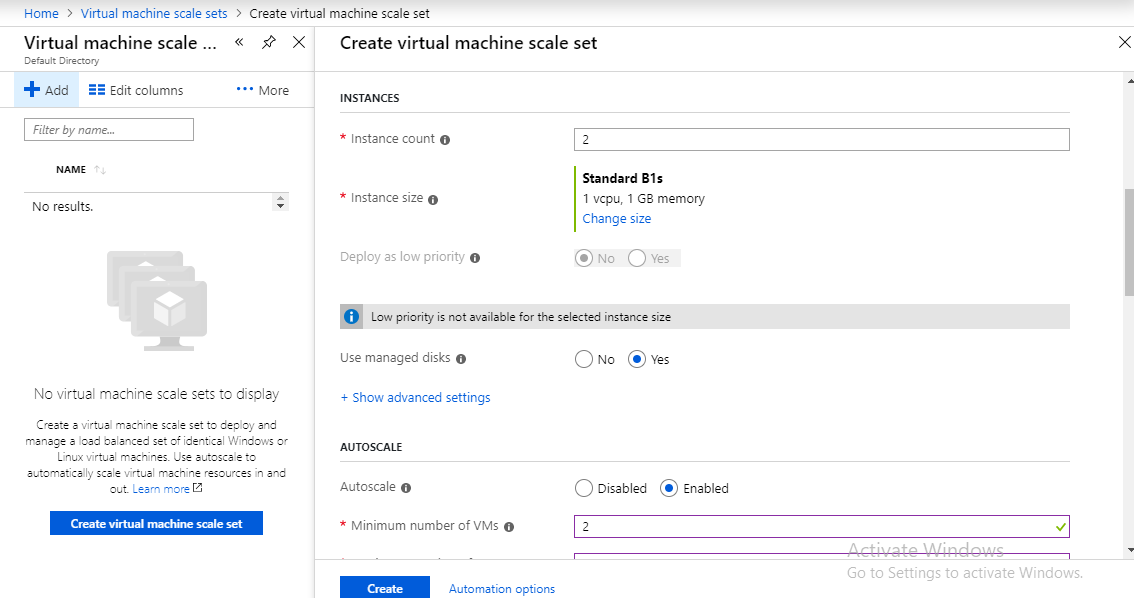 Home > Virtual machine scale sets > Create virtual machine scale set
Virtual machine scale ...
Default Directory
Add Edit columns ··· More
Filter by name...
NAME
No results.
No virtual machine scale sets to display
Create a virtual machine scale set to deploy and
manage a load balanced set of identical Windows or
Linux virtual machines. Use autoscale to
automatically scale virtual machine resources in and
out. Learn more
Create virtual machine scale set
Create virtual machine scale set
INSTANCES
* Instance count 2
* Instance size Standard B1s
1 vcpu, 1 GB memory
Change size
Deploy as low priority No Yes
Low priority is not available for the selected instance size
Use managed disks No Yes
+ Show advanced settings
AUTOSCALE
Autoscale Disabled Enabled
* Minimum number of VMs 2
Create Automation options
Activate Windows
Go to Settings to activate Windows.